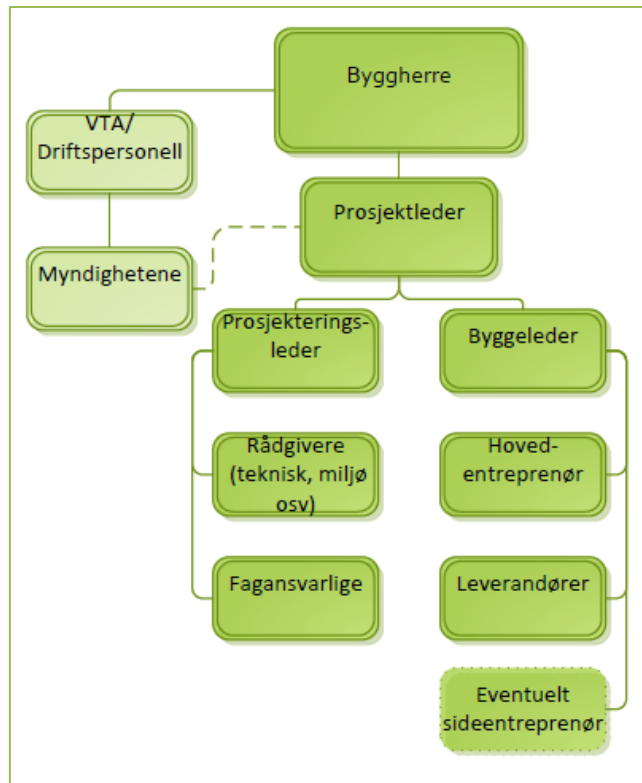 Byggherre
VTA/
Driftspersonell
Prosjektleder
Myndighetene
Prosjekterings-
leder
Byggeleder
Rådgivere
(teknisk, miljø
osv)
Hoved-
entreprenør
Fagansvarlige
Leverandører
Eventuelt
sideentreprenør